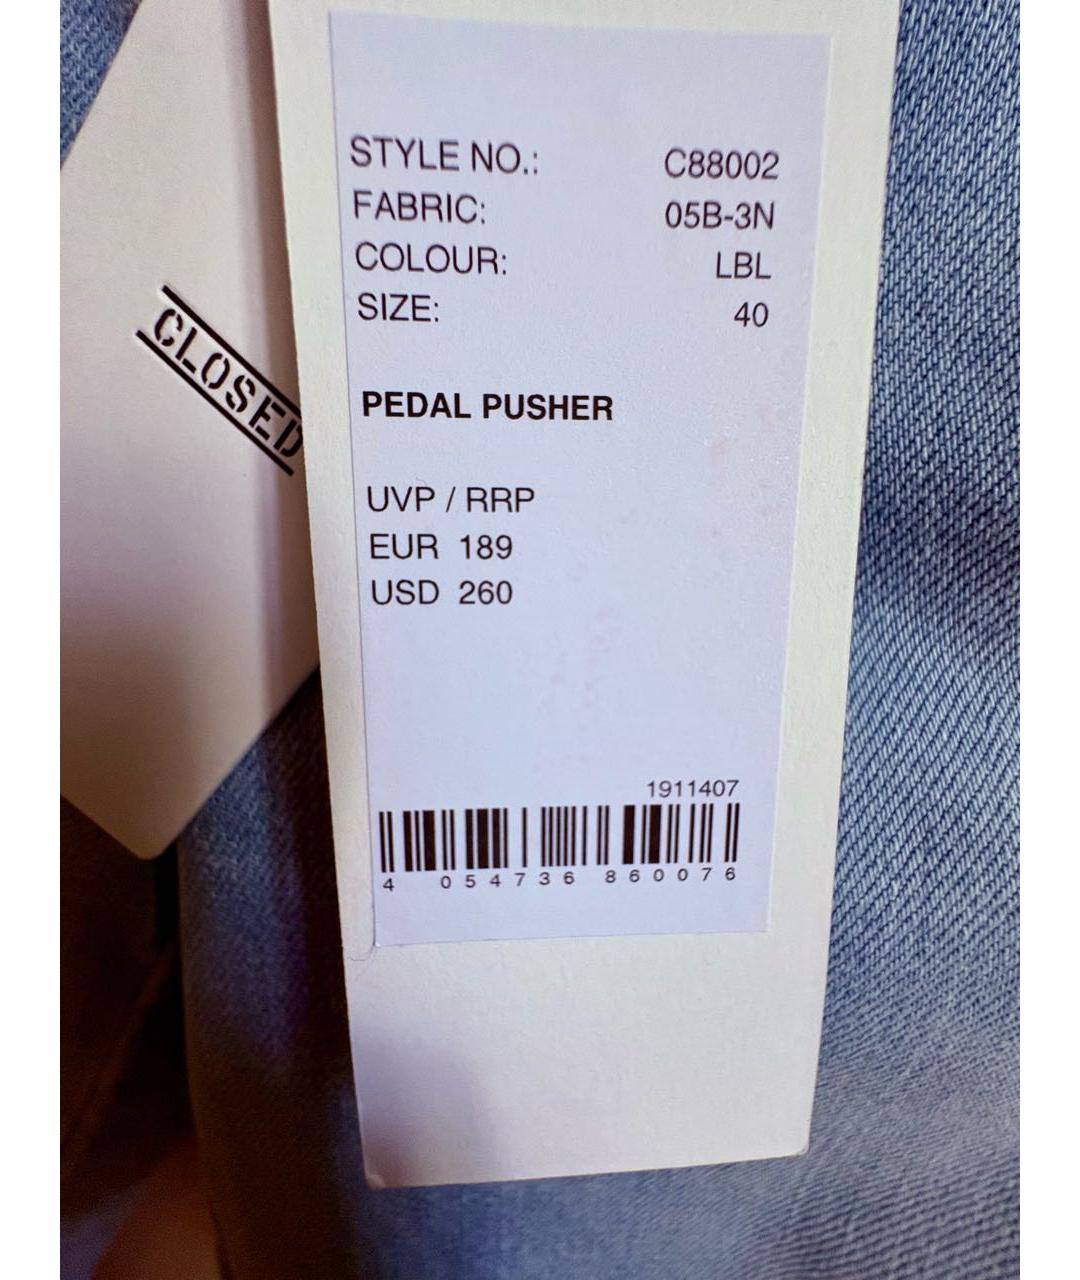 CLOSED
STYLE NO.: C88002
FABRIC: 05B-3N
COLOUR: LBL
SIZE: 40
PEDAL PUSHER
UVP / RRP
EUR 189
USD 260
1911407
4 054736 860076